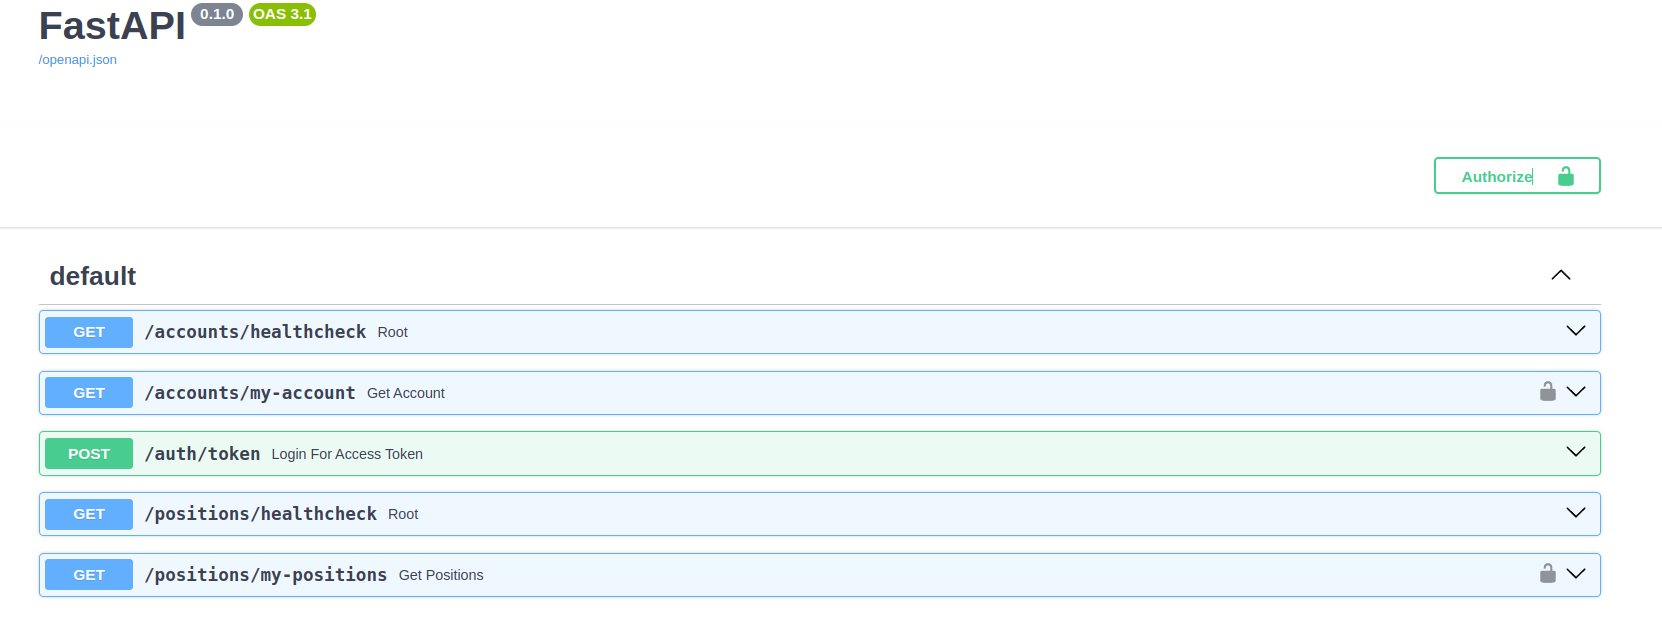 FastAPI 0.1.0 OAS 3.1
/openapi.json
Authorize
default
GET /accounts/healthcheck Root
GET /accounts/my-account Get Account
POST /auth/token Login For Access Token
GET /positions/healthcheck Root
GET /positions/my-positions Get Positions